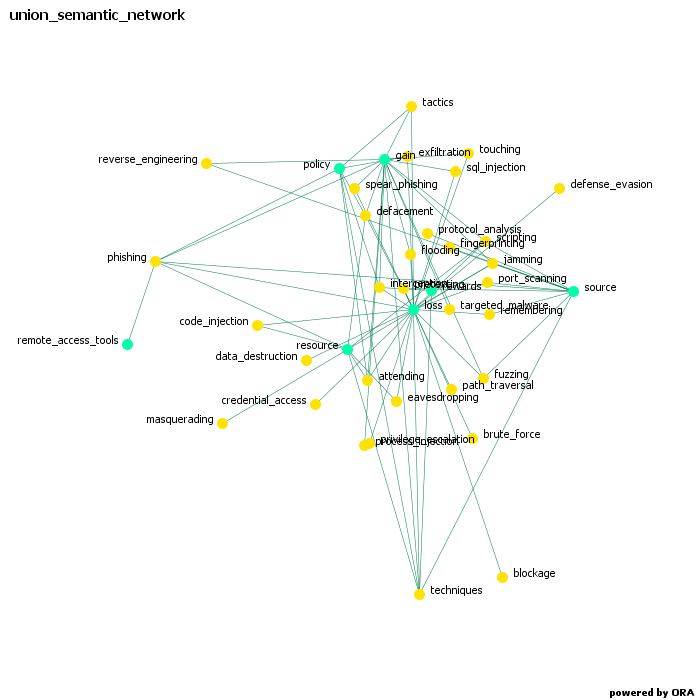 union_semantic_network
tactics
reverse_engineering
policy
gain
exfiltration
touching
sql_injection
spear_phishing
defense_evasion
defacement
protocol_analysis
scripting
fingerprinting
flooding
phishing
jamming
port_scanning
rewards
source
loss
targeted_malware
remembering
code_injection
remote_access_tools
resource
data_destruction
attending
fuzzing
path_traversal
credential_access
eavesdropping
masquerading
brute_force
privilege_escalation
process_injection
blockage
techniques
powered by ORA